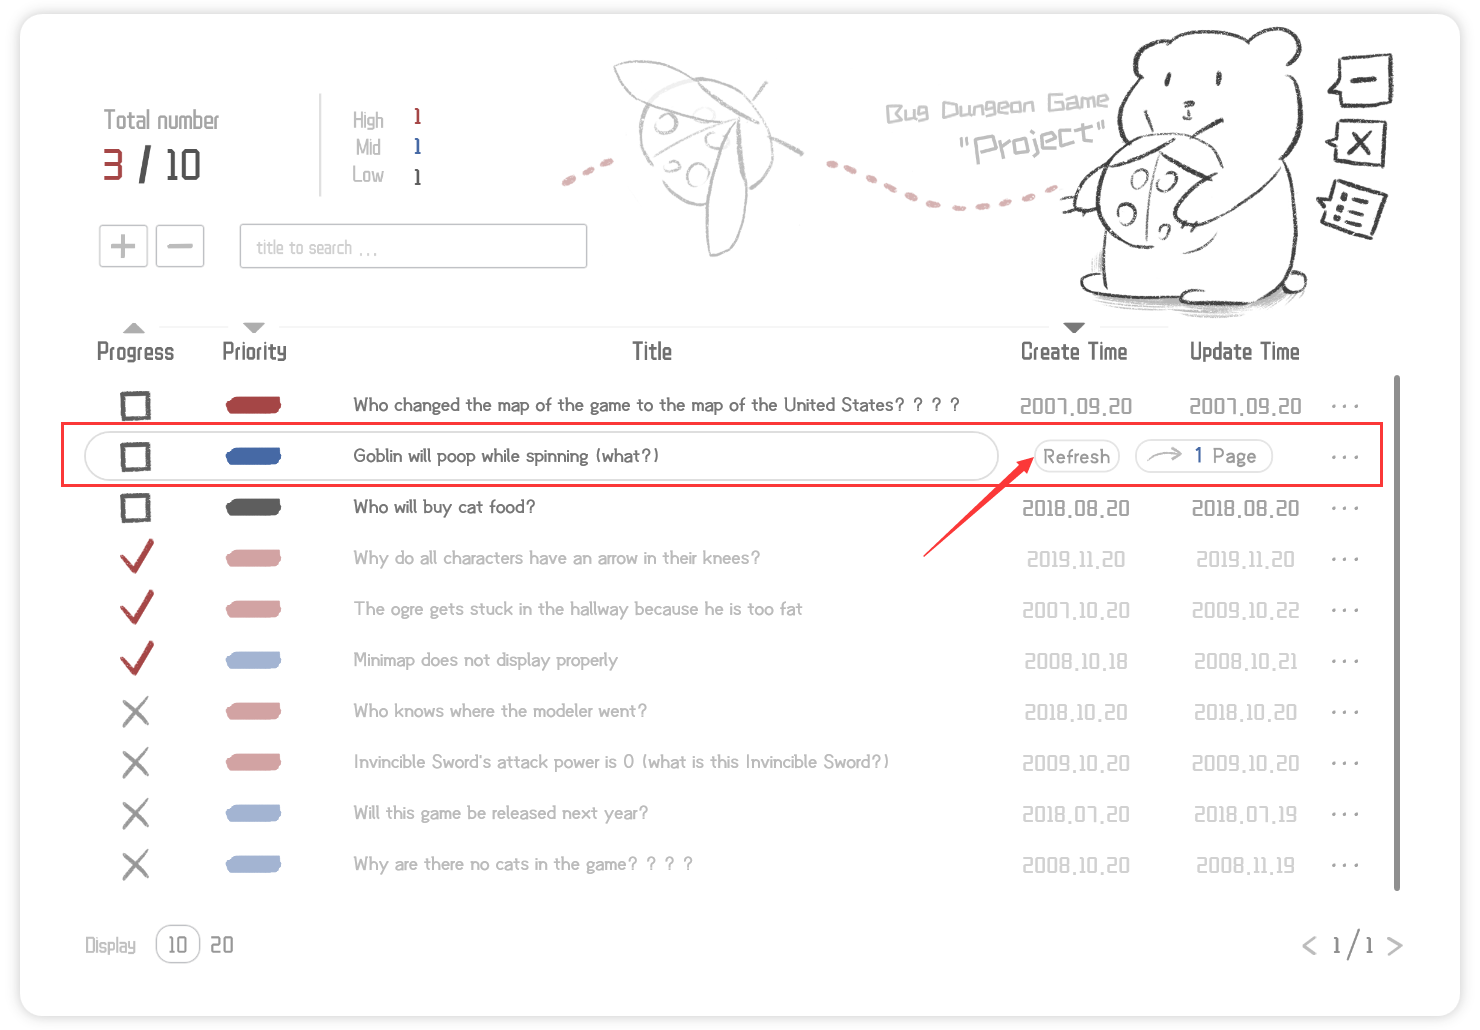 Total number
3 / 10
High 1
Mid 1
Low 1
Bug Dungeon Game
"Project"
title to search ...
Progress Priority Title Create Time Update Time
Who changed the map of the game to the map of the United States? ? ? ? 2007.09.20 2007.09.20 ...
Goblin will poop while spinning (what?) Refresh 1 Page ...
Who will buy cat food? 2018.08.20 2018.08.20 ...
Why do all characters have an arrow in their knees? 2019.11.20 2019.11.20 ...
The ogre gets stuck in the hallway because he is too fat 2007.10.20 2009.10.22 ...
Minimap does not display properly 2008.10.18 2008.10.21 ...
Who knows where the modeler went? 2018.10.20 2018.10.20 ...
Invincible Sword's attack power is 0 (what is this Invincible Sword?) 2009.10.20 2009.10.20 ...
Will this game be released next year? 2018.07.20 2018.07.19 ...
Why are there no cats in the game? ? ? ? 2008.10.20 2008.11.19 ...
Display 10 20
< 1 / 1 >